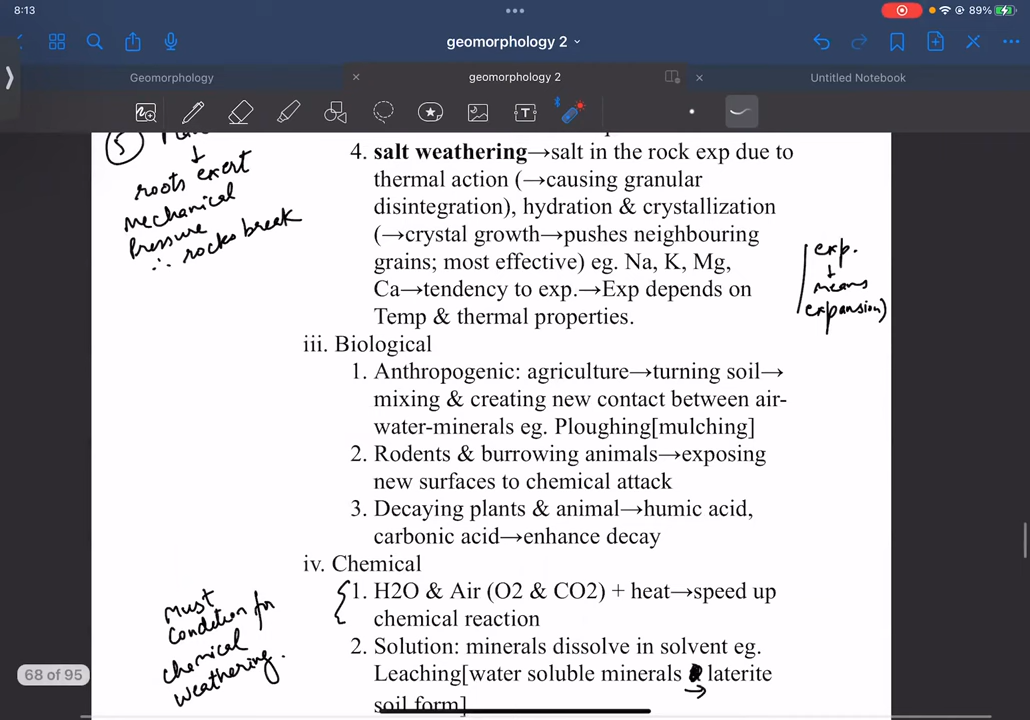 8:13
89%
geomorphology 2
Geomorphology
geomorphology 2
Untitled Notebook
5
roots exert
mechanical
pressure
∴ rocks break
4. salt weathering→salt in the rock exp due to
thermal action (→causing granular
disintegration), hydration & crystallization
(→crystal growth→pushes neighbouring
grains; most effective) eg. Na, K, Mg,
Ca→tendency to exp.→Exp depends on
Temp & thermal properties.
exp.
↓
means
expansion)
iii. Biological
1. Anthropogenic: agriculture→turning soil→
mixing & creating new contact between air-
water-minerals eg. Ploughing[mulching]
2. Rodents & burrowing animals→exposing
new surfaces to chemical attack
3. Decaying plants & animal→humic acid,
carbonic acid→enhance decay
iv. Chemical
1. H2O & Air (O2 & CO2) + heat→speed up
chemical reaction
2. Solution: minerals dissolve in solvent eg.
Leaching[water soluble minerals → laterite
soil form]
Must
condition for
chemical
weathering.
68 of 95